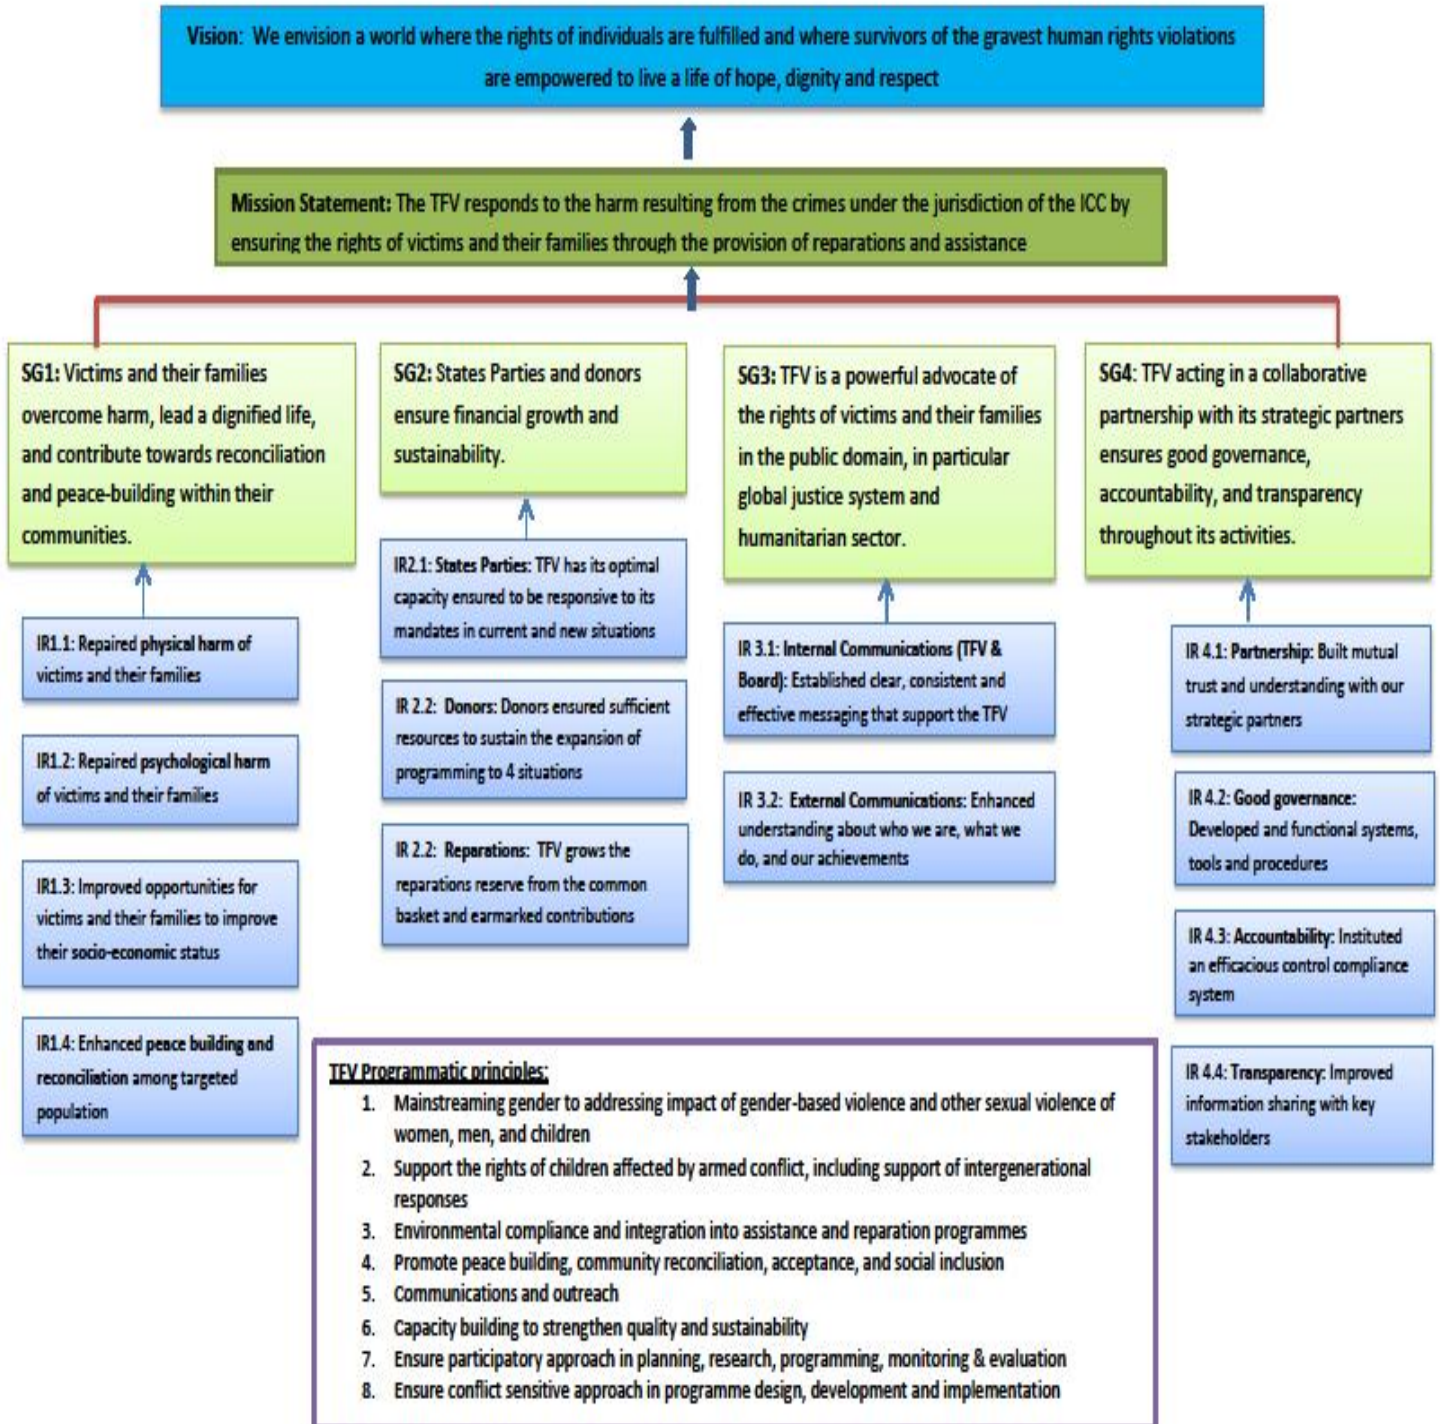 Vision: We envision a world where the rights of individuals are fulfilled and where survivors of the gravest human rights violations
are empowered to live a life of hope, dignity and respect
Mission Statement: The TFV responds to the harm resulting from the crimes under the jurisdiction of the ICC by
ensuring the rights of victims and their families through the provision of reparations and assistance
SG1: Victims and their families
overcome harm, lead a dignified life,
and contribute towards reconciliation
and peace-building within their
communities.
IR1.1: Repaired physical harm of
victims and their families
IR1.2: Repaired psychological harm
of victims and their families
IR1.3: Improved opportunities for
victims and their families to improve
their socio-economic status
IR1.4: Enhanced peace building and
reconciliation among targeted
population
SG2: States Parties and donors
ensure financial growth and
sustainability.
IR2.1: States Parties: TFV has its optimal
capacity ensured to be responsive to its
mandates in current and new situations
IR 2.2: Donors: Donors ensured sufficient
resources to sustain the expansion of
programming to 4 situations
IR 2.2: Reparations: TFV grows the
reparations reserve from the common
basket and earmarked contributions
SG3: TFV is a powerful advocate of
the rights of victims and their families
in the public domain, in particular
global justice system and
humanitarian sector.
IR 3.1: Internal Communications (TFV &
Board): Established clear, consistent and
effective messaging that support the TFV
IR 3.2: External Communications: Enhanced
understanding about who we are, what we
do, and our achievements
SG4: TFV acting in a collaborative
partnership with its strategic partners
ensures good governance,
accountability, and transparency
throughout its activities.
IR 4.1: Partnership: Built mutual
trust and understanding with our
strategic partners
IR 4.2: Good governance:
Developed and functional systems,
tools and procedures
IR 4.3: Accountability: Instituted
an efficacious control compliance
system
IR 4.4: Transparency: Improved
information sharing with key
stakeholders
TFV Programmatic principles:
1. Mainstreaming gender to addressing impact of gender-based violence and other sexual violence of
women, men, and children
2. Support the rights of children affected by armed conflict, including support of intergenerational
responses
3. Environmental compliance and integration into assistance and reparation programmes
4. Promote peace building, community reconciliation, acceptance, and social inclusion
5. Communications and outreach
6. Capacity building to strengthen quality and sustainability
7. Ensure participatory approach in planning, research, programming, monitoring & evaluation
8. Ensure conflict sensitive approach in programme design, development and implementation